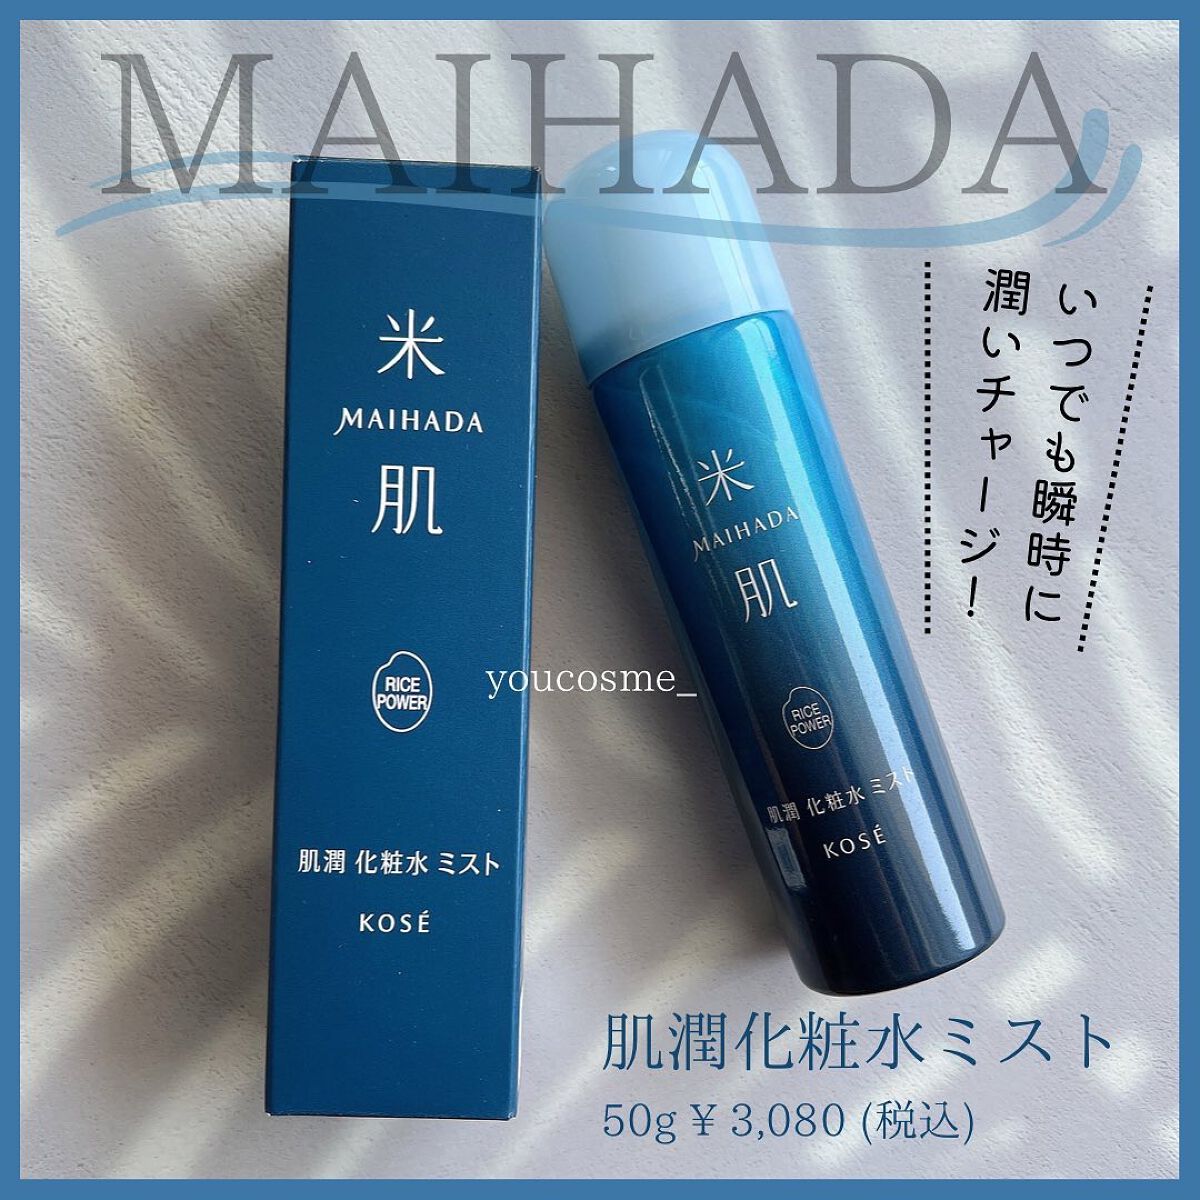 MAIHADA
いつでも瞬時に
潤いチャージ!
米
MAIHADA
肌
RICE
POWER
肌潤 化粧水 ミスト
KOSÉ
米
MAIHADA
肌
RICE
POWER
肌潤 化粧水 ミスト
KOSÉ
youcosme_
肌潤化粧水ミスト
50g ¥ 3,080 (税込)